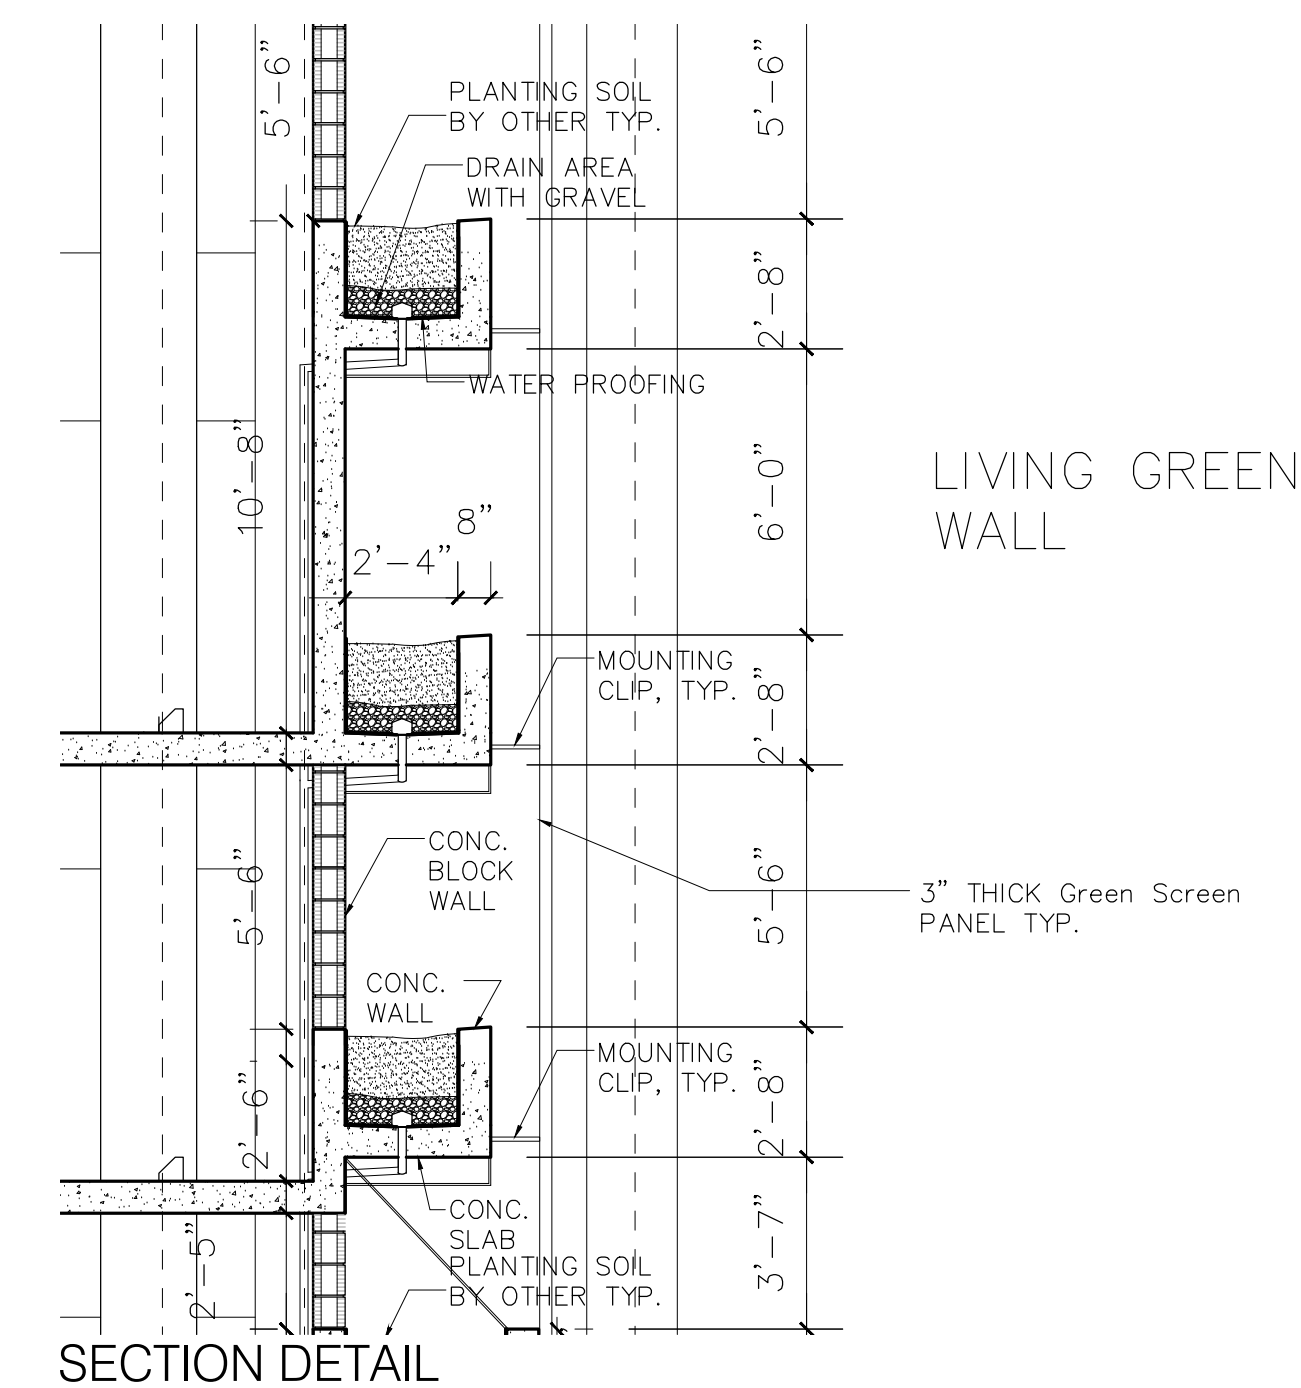 5'-6"
5'-6"
PLANTING SOIL
BY OTHER TYP.
DRAIN AREA
WITH GRAVEL
2'-8"
WATER PROOFING
10'-8"
6'-0"
LIVING GREEN
WALL
8"
2'-4"
MOUNTING
CLIP, TYP.
2'-8"
CONC.
BLOCK
WALL
5'-6"
5'-6"
3" THICK Green Screen
PANEL TYP.
CONC.
WALL
MOUNTING
CLIP, TYP.
2'-6"
2'-8"
CONC.
SLAB
2'-5"
3'-7"
PLANTING SOIL
BY OTHER TYP.
SECTION DETAIL